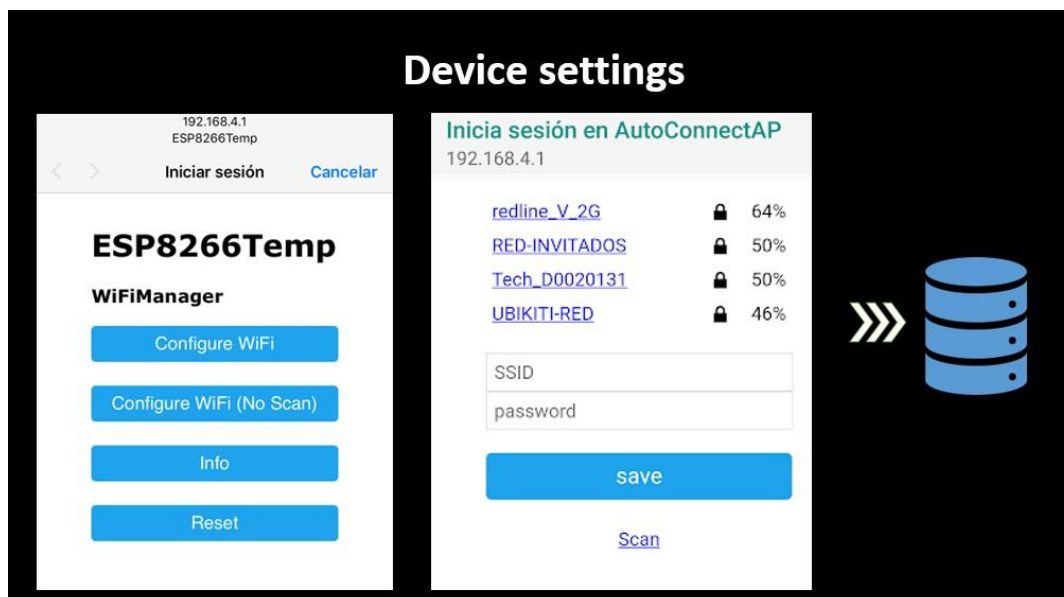 Device settings
192.168.4.1
ESP8266Temp
Iniciar sesión Cancelar
ESP8266Temp
WiFiManager
Configure WiFi
Configure WiFi (No Scan)
Info
Reset
Inicia sesión en AutoConnectAP
192.168.4.1
redline_V_2G 64%
RED-INVITADOS 50%
Tech_D0020131 50%
UBIKITI-RED 46%
SSID
password
save
Scan